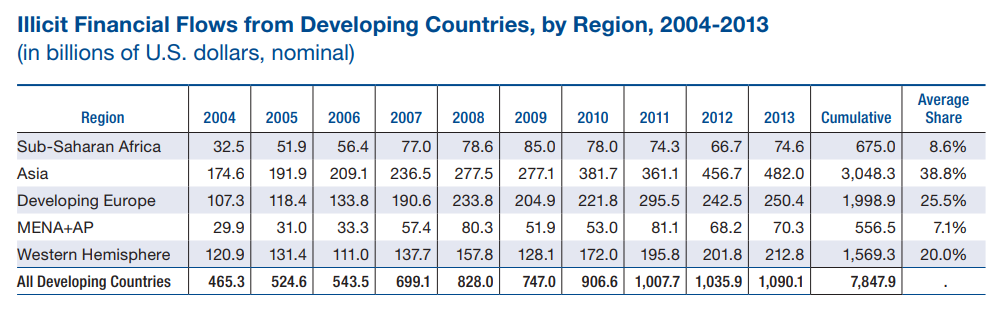 Illicit Financial Flows from Developing Countries, by Region, 2004-2013
(in billions of U.S. dollars, nominal)
Region 2004 2005 2006 2007 2008 2009 2010 2011 2012 2013 Cumulative Average Share
Sub-Saharan Africa 32.5 51.9 56.4 77.0 78.6 85.0 78.0 74.3 66.7 74.6 675.0 8.6%
Asia 174.6 191.9 209.1 236.5 277.5 277.1 381.7 361.1 456.7 482.0 3,048.3 38.8%
Developing Europe 107.3 118.4 133.8 190.6 233.8 204.9 221.8 295.5 242.5 250.4 1,998.9 25.5%
MENA+AP 29.9 31.0 33.3 57.4 80.3 51.9 53.0 81.1 68.2 70.3 556.5 7.1%
Western Hemisphere 120.9 131.4 111.0 137.7 157.8 128.1 172.0 195.8 201.8 212.8 1,569.3 20.0%
All Developing Countries 465.3 524.6 543.5 699.1 828.0 747.0 906.6 1,007.7 1,035.9 1,090.1 7,847.9 .